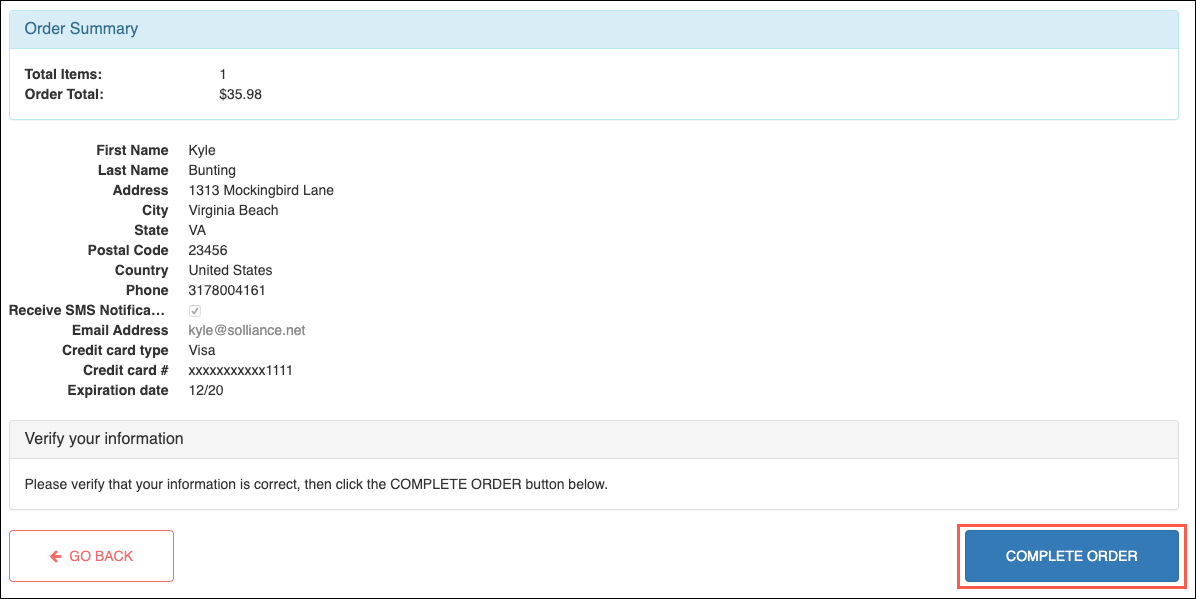 Order Summary
Total Items: 1
Order Total: $35.98
First Name Kyle
Last Name Bunting
Address 1313 Mockingbird Lane
City Virginia Beach
State VA
Postal Code 23456
Country United States
Phone 3178004161
Receive SMS Notifica...
Email Address kyle@solliance.net
Credit card type Visa
Credit card # xxxxxxxxxxx1111
Expiration date 12/20
Verify your information
Please verify that your information is correct, then click the COMPLETE ORDER button below.
GO BACK
COMPLETE ORDER